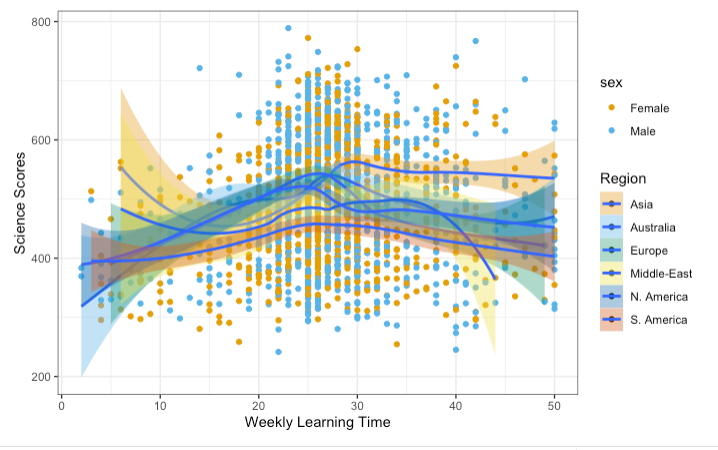 800
600
400
200
Science Scores
0 10 20 30 40 50
Weekly Learning Time
sex
Female
Male
Region
Asia
Australia
Europe
Middle-East
N. America
S. America